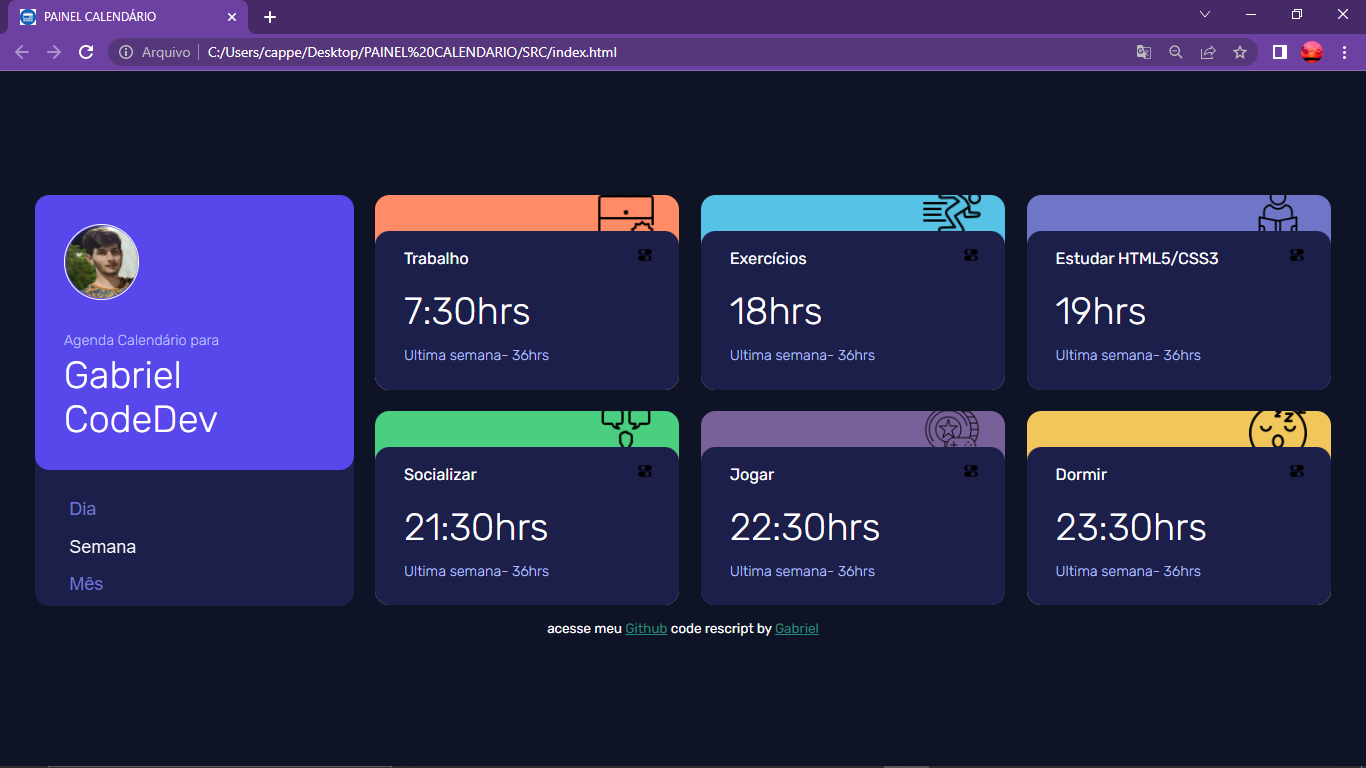 PAINEL CALENDÁRIO
Arquivo C:/Users/cappe/Desktop/PAINEL%20CALENDARIO/SRC/index.html
Agenda Calendário para
Gabriel
CodeDev
Dia
Semana
Mês
Trabalho
7:30hrs
Ultima semana- 36hrs
Exercícios
18hrs
Ultima semana- 36hrs
Estudar HTML5/CSS3
19hrs
Ultima semana- 36hrs
Socializar
21:30hrs
Ultima semana- 36hrs
Jogar
22:30hrs
Ultima semana- 36hrs
Dormir
23:30hrs
Ultima semana- 36hrs
acesse meu Github code rescript by Gabriel